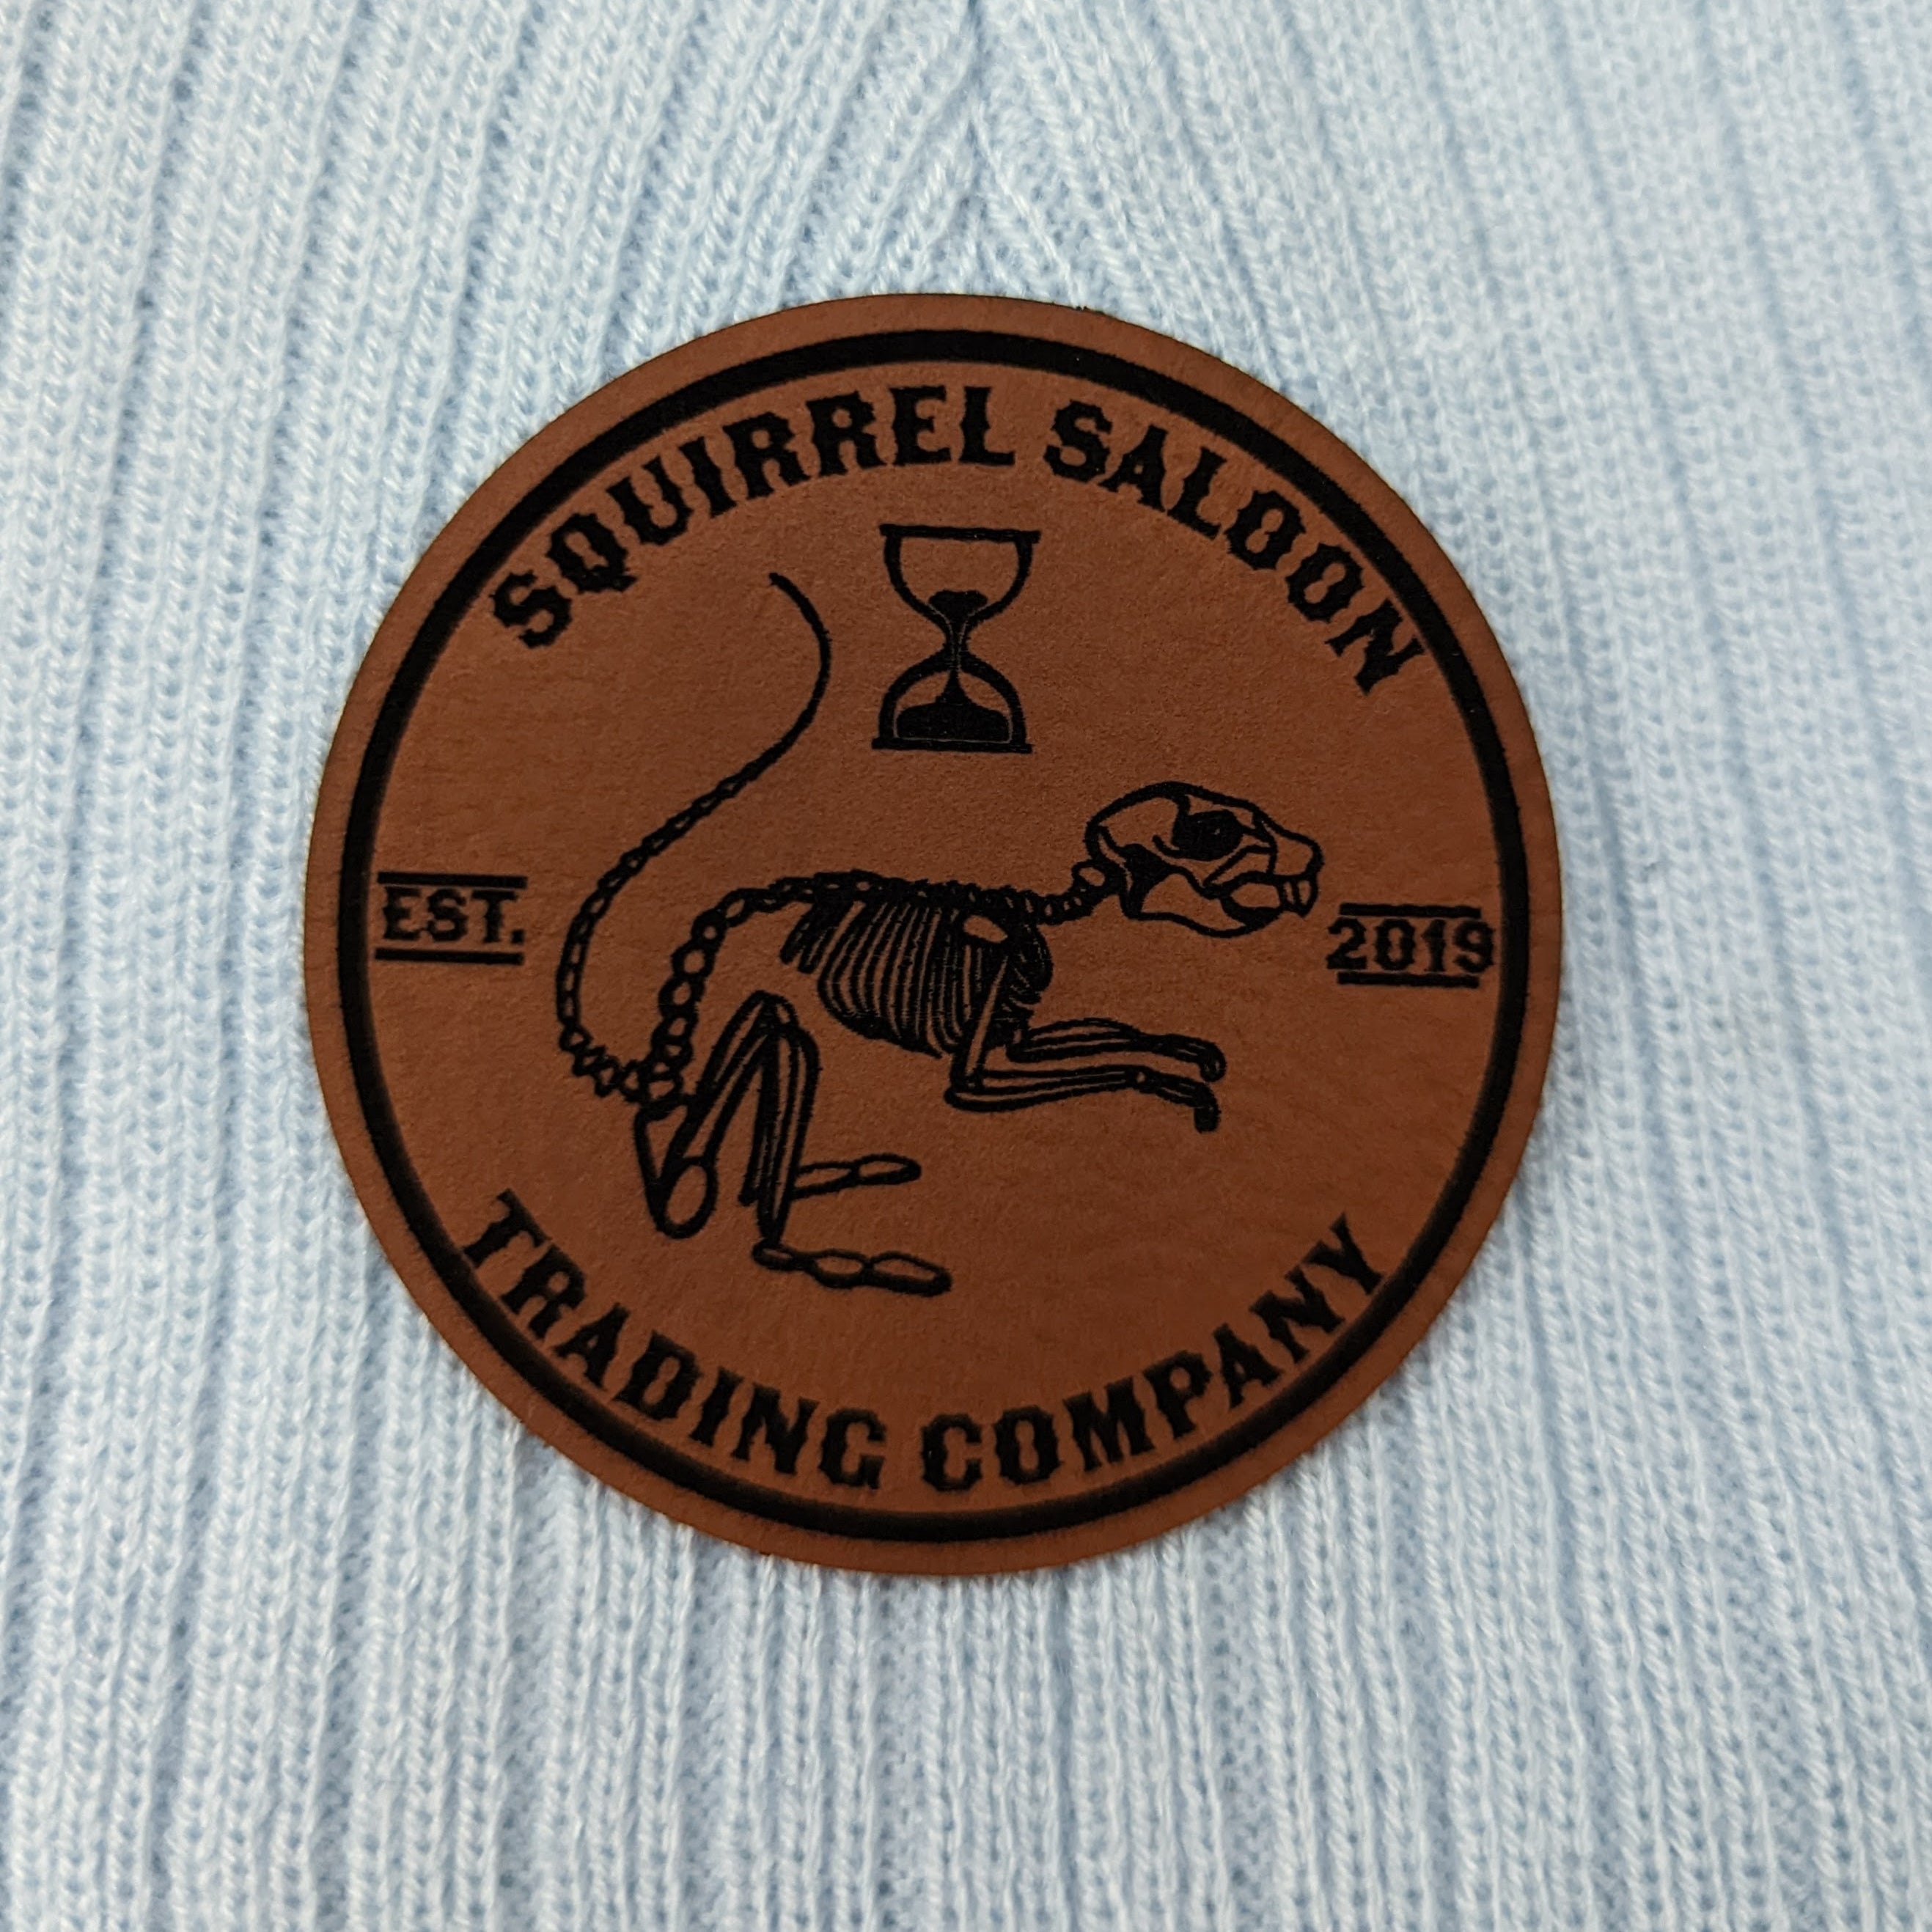 SQUIRREL SALOON
EST.
2019
TRADING COMPANY